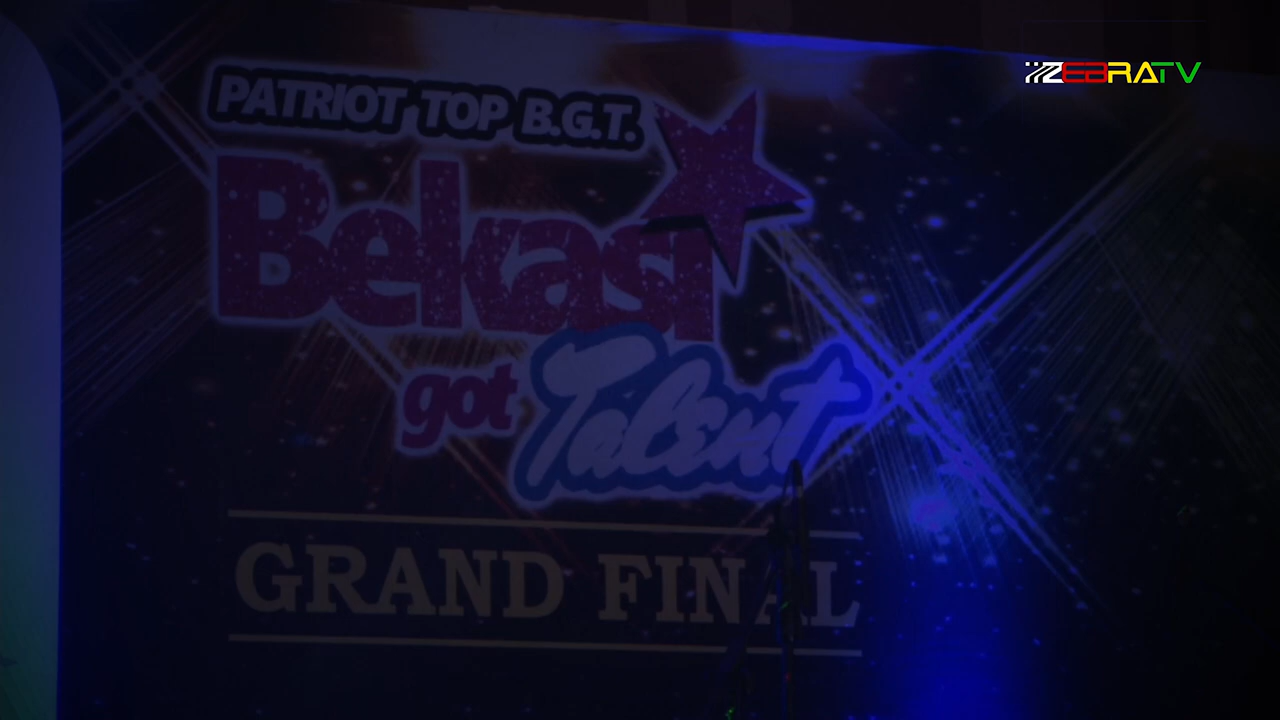 ZEBRATV
PATRIOT TOP B.G.T.
Bekasi
got Talent
GRAND FINAL